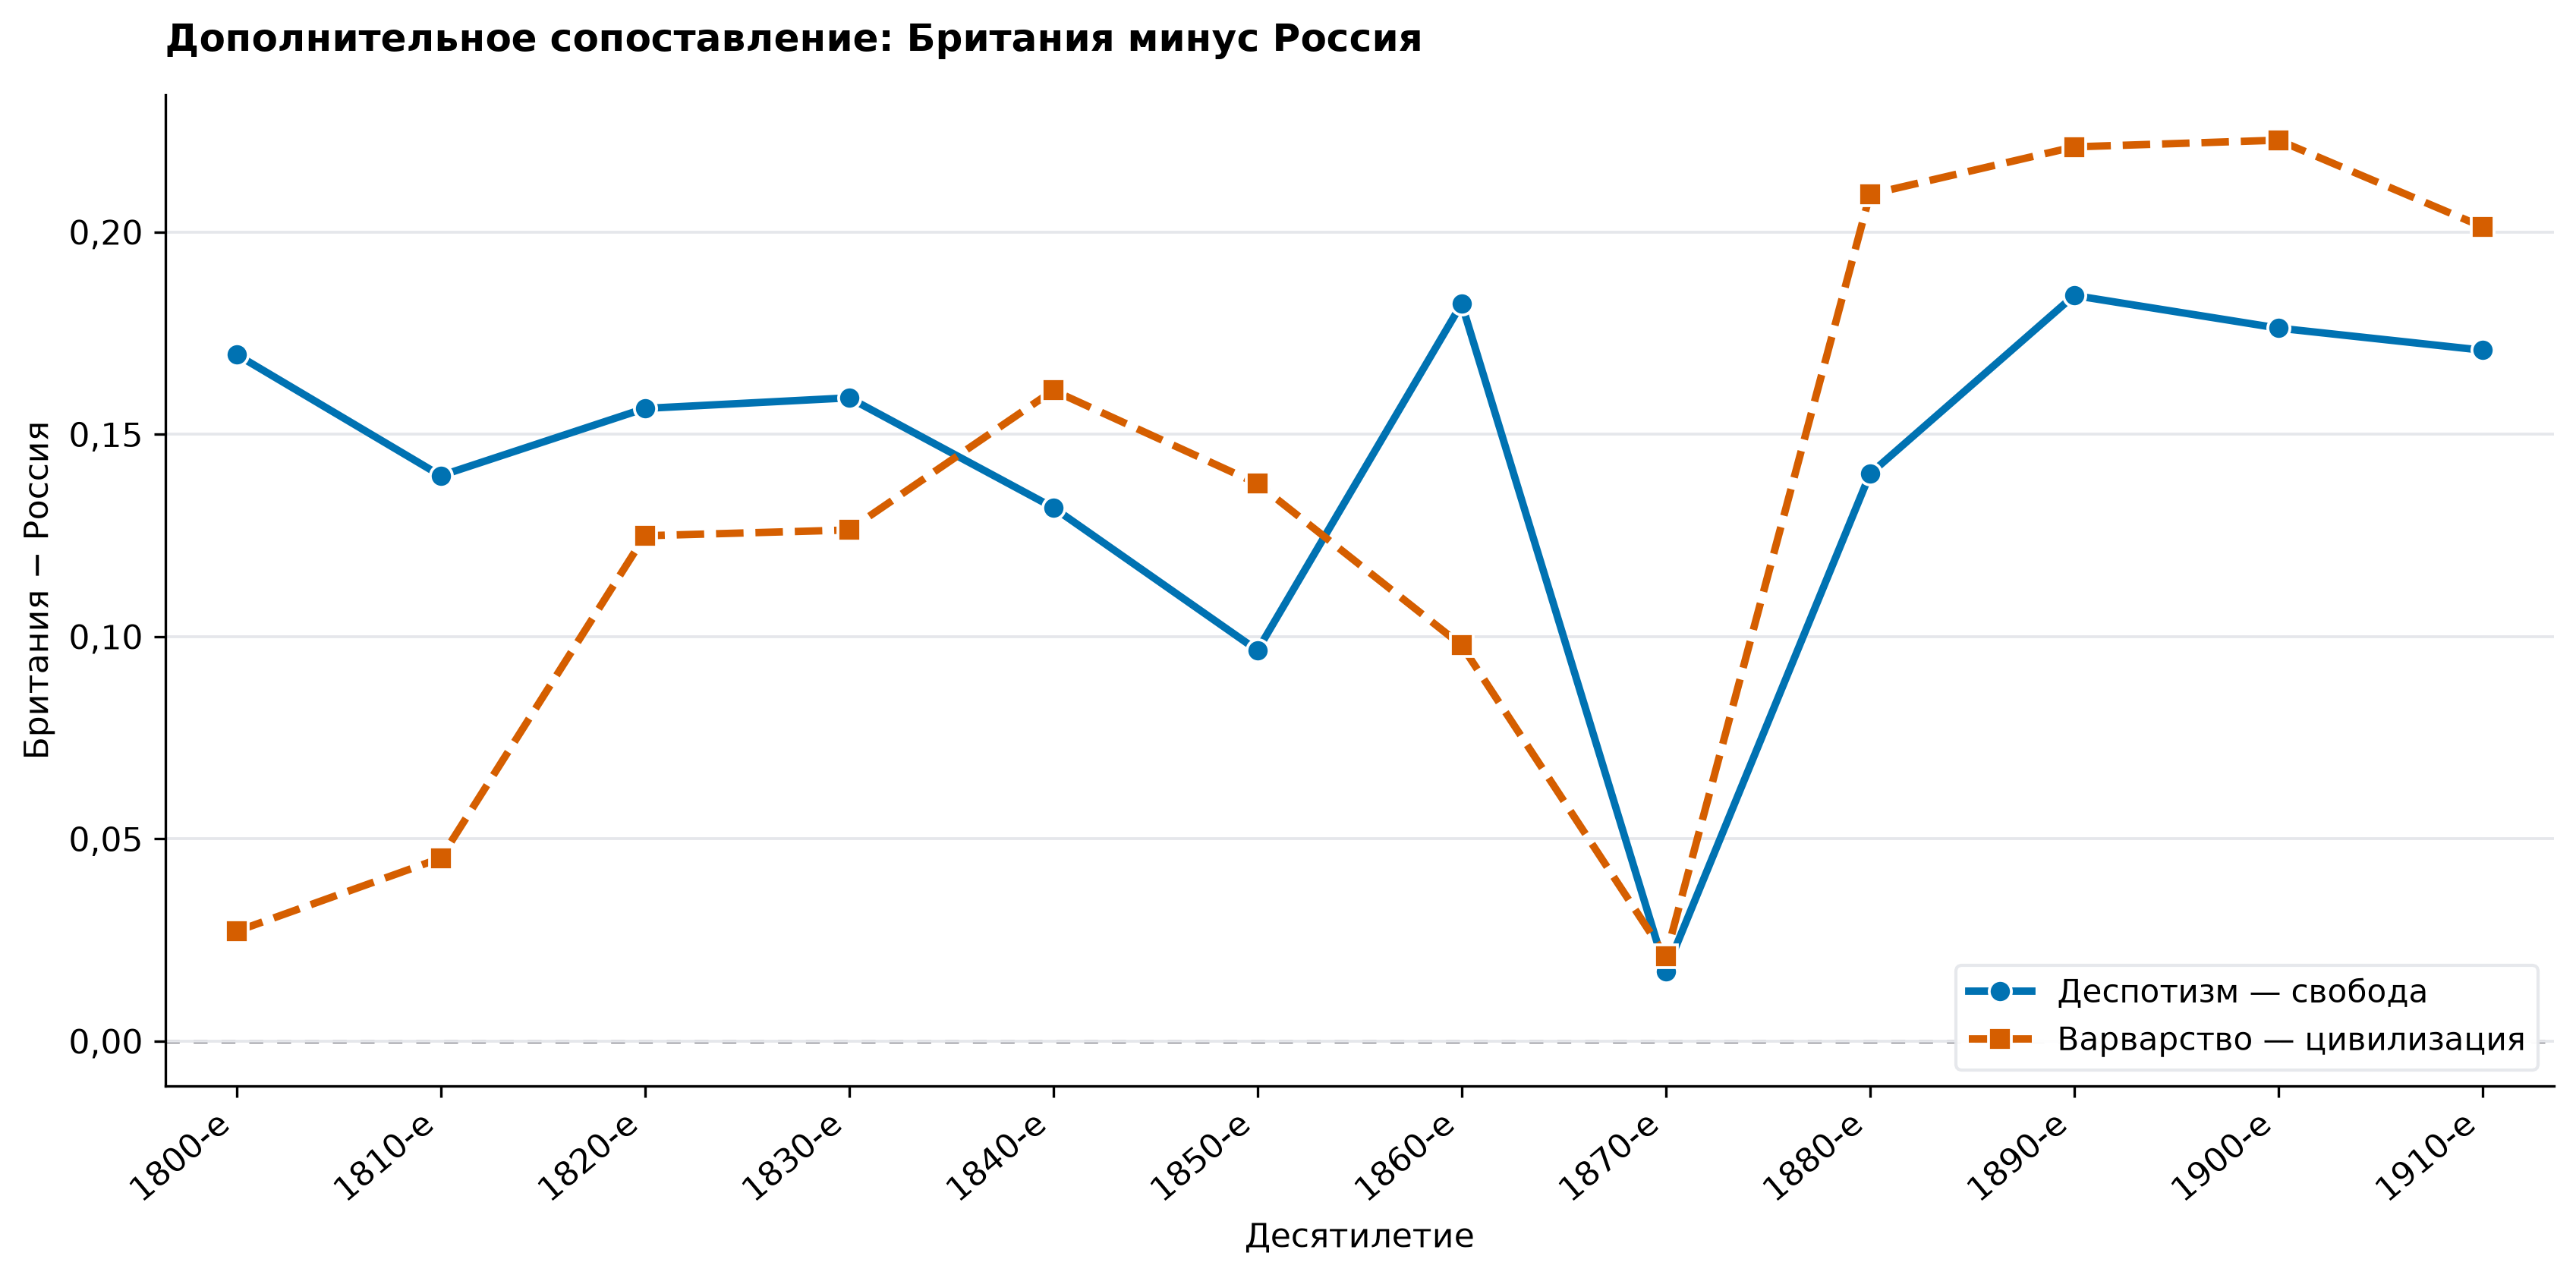 Дополнительное сопоставление: Британия минус Россия
Британия — Россия
0,20
0,15
0,10
0,05
0,00
1800-е
1810-е
1820-е
1830-е
1840-е
1850-е
1860-е
1870-е
1880-е
1890-е
1900-е
1910-е
Десятилетие
Деспотизм — свобода
Варварство — цивилизация